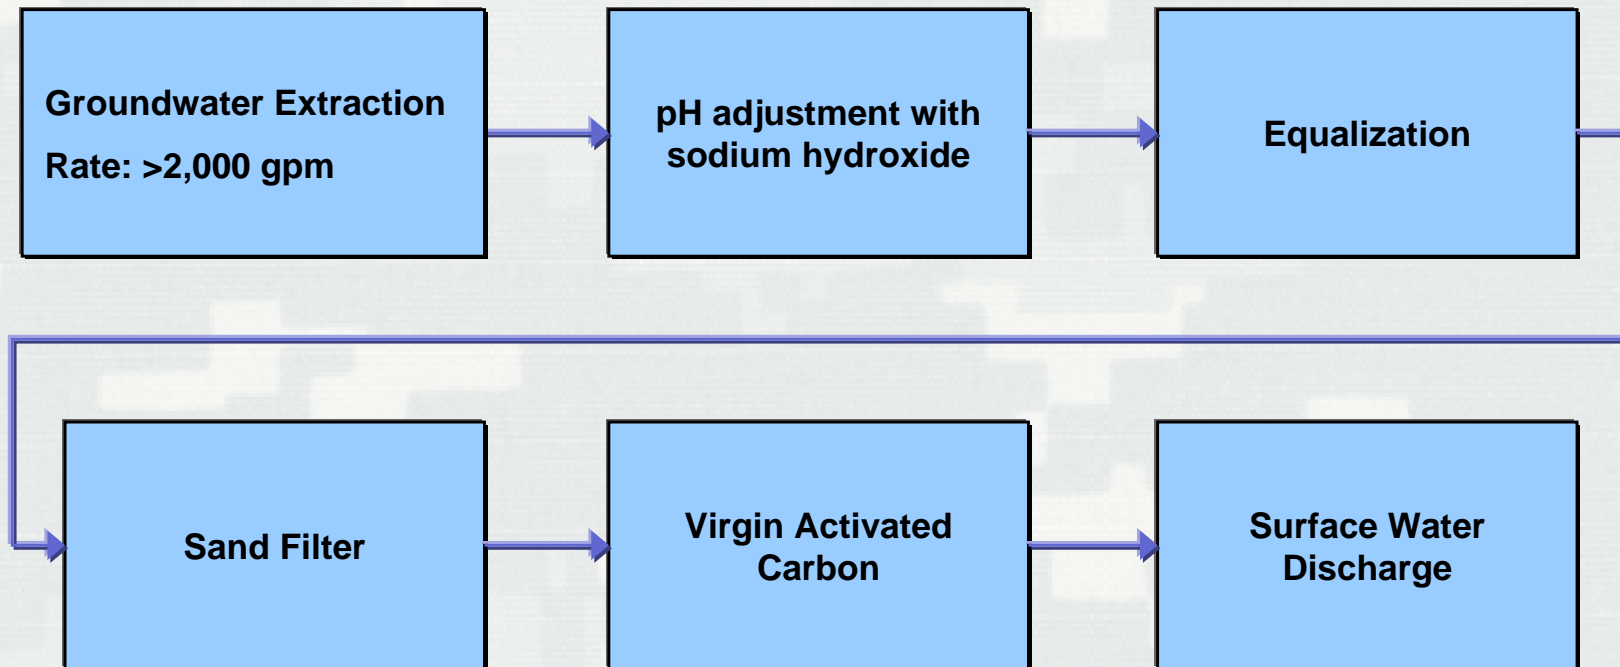 Groundwater Extraction
Rate: >2,000 gpm
pH adjustment with
sodium hydroxide
Equalization
Sand Filter
Virgin Activated
Carbon
Surface Water
Discharge